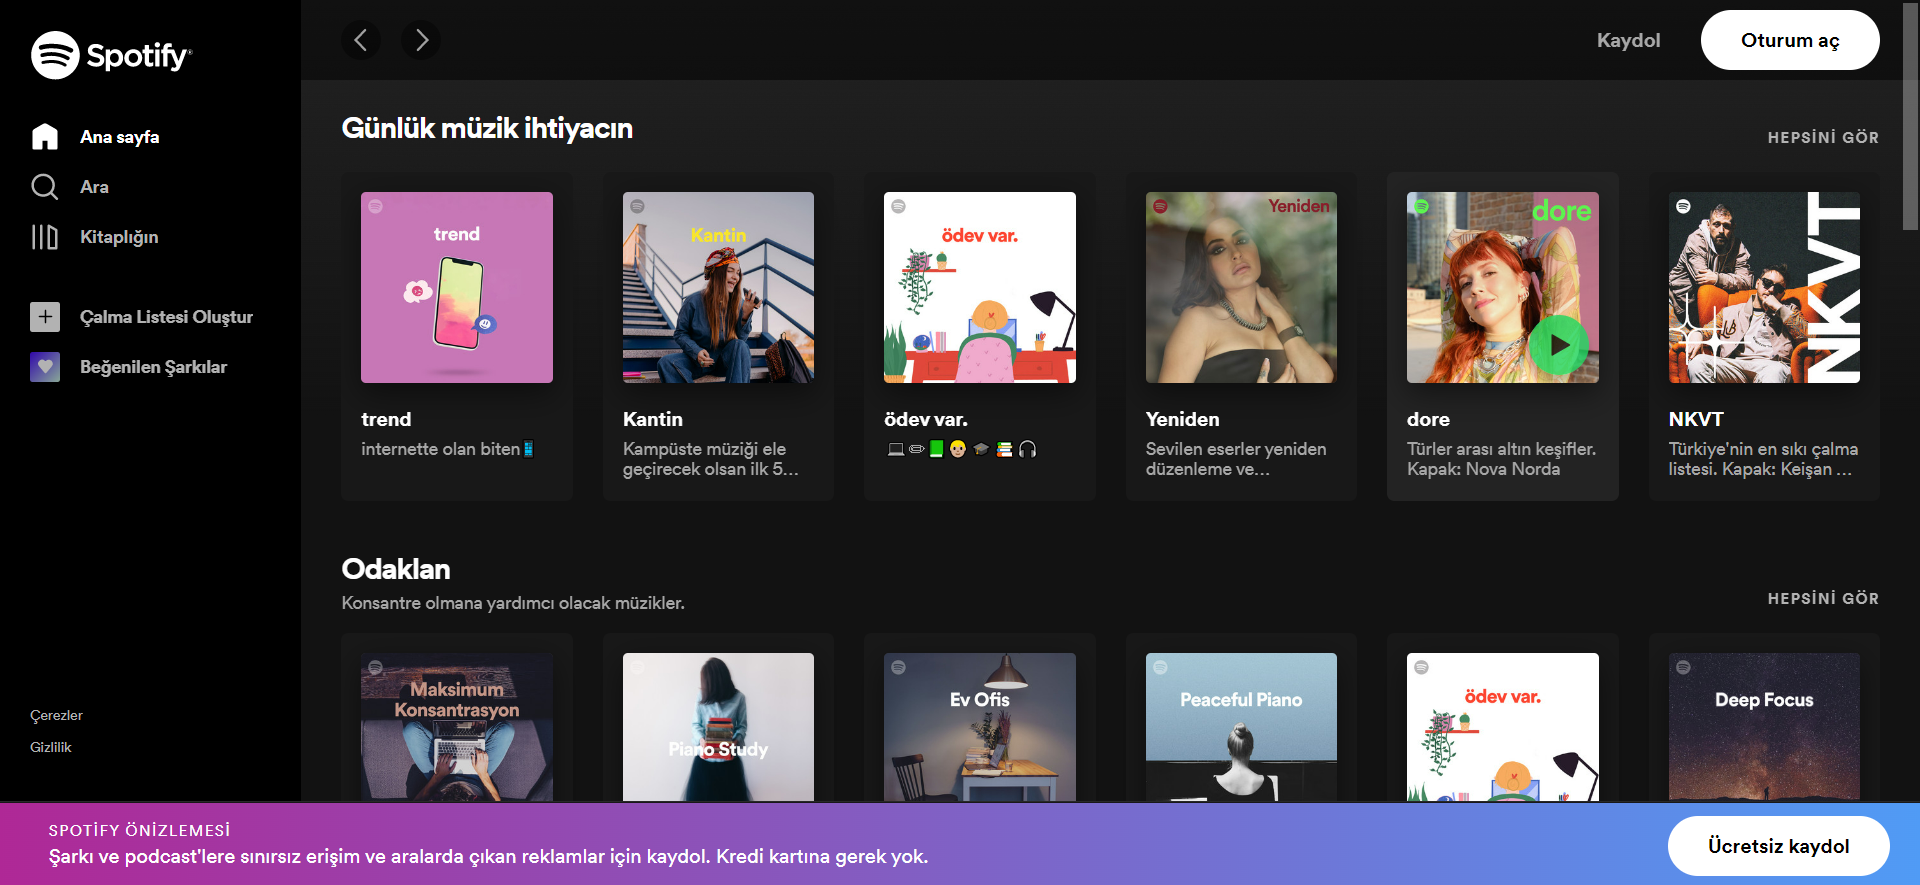 Spotify
Ana sayfa
Ara
Kitaplığın
Çalma Listesi Oluştur
Beğenilen Şarkılar
Çerezler
Gizlilik
Kaydol
Oturum aç
Günlük müzik ihtiyacın
HEPSİNİ GÖR
trend
Kantin
ödev var.
Yeniden
dore
NKVT
trend
internette olan biten
Kantin
Kampüste müziği ele
geçirecek olsan ilk 5...
ödev var.
Yeniden
Sevilen eserler yeniden
düzenleme ve...
dore
Türler arası altın keşifler.
Kapak: Nova Norda
NKVT
Türkiye'nin en sıkı çalma
listesi. Kapak: Keişan ...
Odaklan
Konsantre olmana yardımcı olacak müzikler.
HEPSİNİ GÖR
Maksimum
Konsantrasyon
Piano Study
Ev Ofis
Peaceful Piano
ödev var.
Deep Focus
SPOTİFY ÖNİZLEMESİ
Şarkı ve podcast'lere sınırsız erişim ve aralarda çıkan reklamlar için kaydol. Kredi kartına gerek yok.
Ücretsiz kaydol